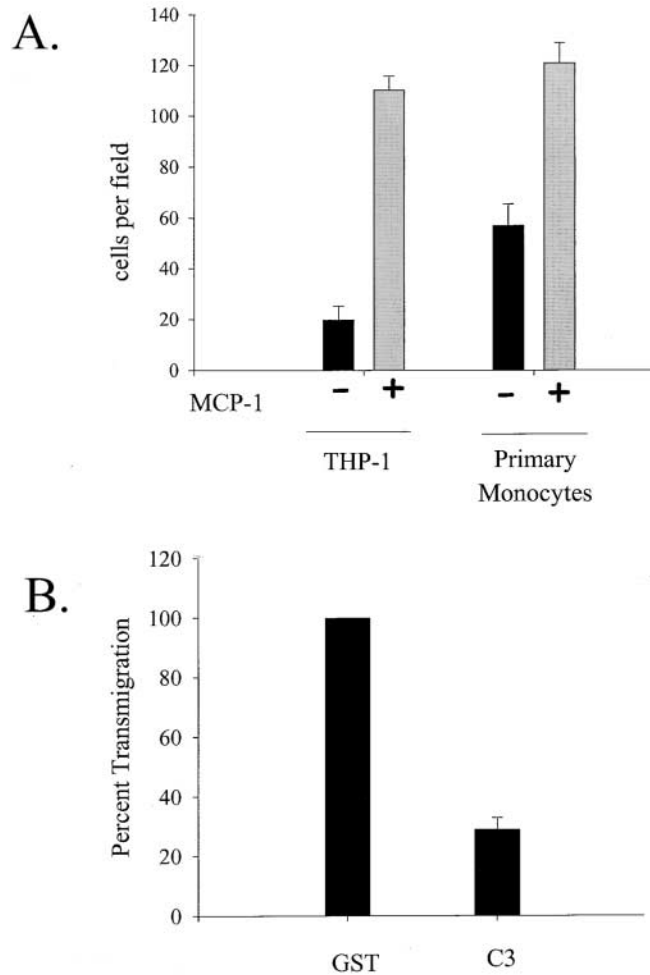 A.
140
120
100
80
60
40
20
0
cells per field
MCP-1 - + - +
THP-1 Primary
Monocytes
B.
120
100
80
60
40
20
0
Percent Transmigration
GST C3